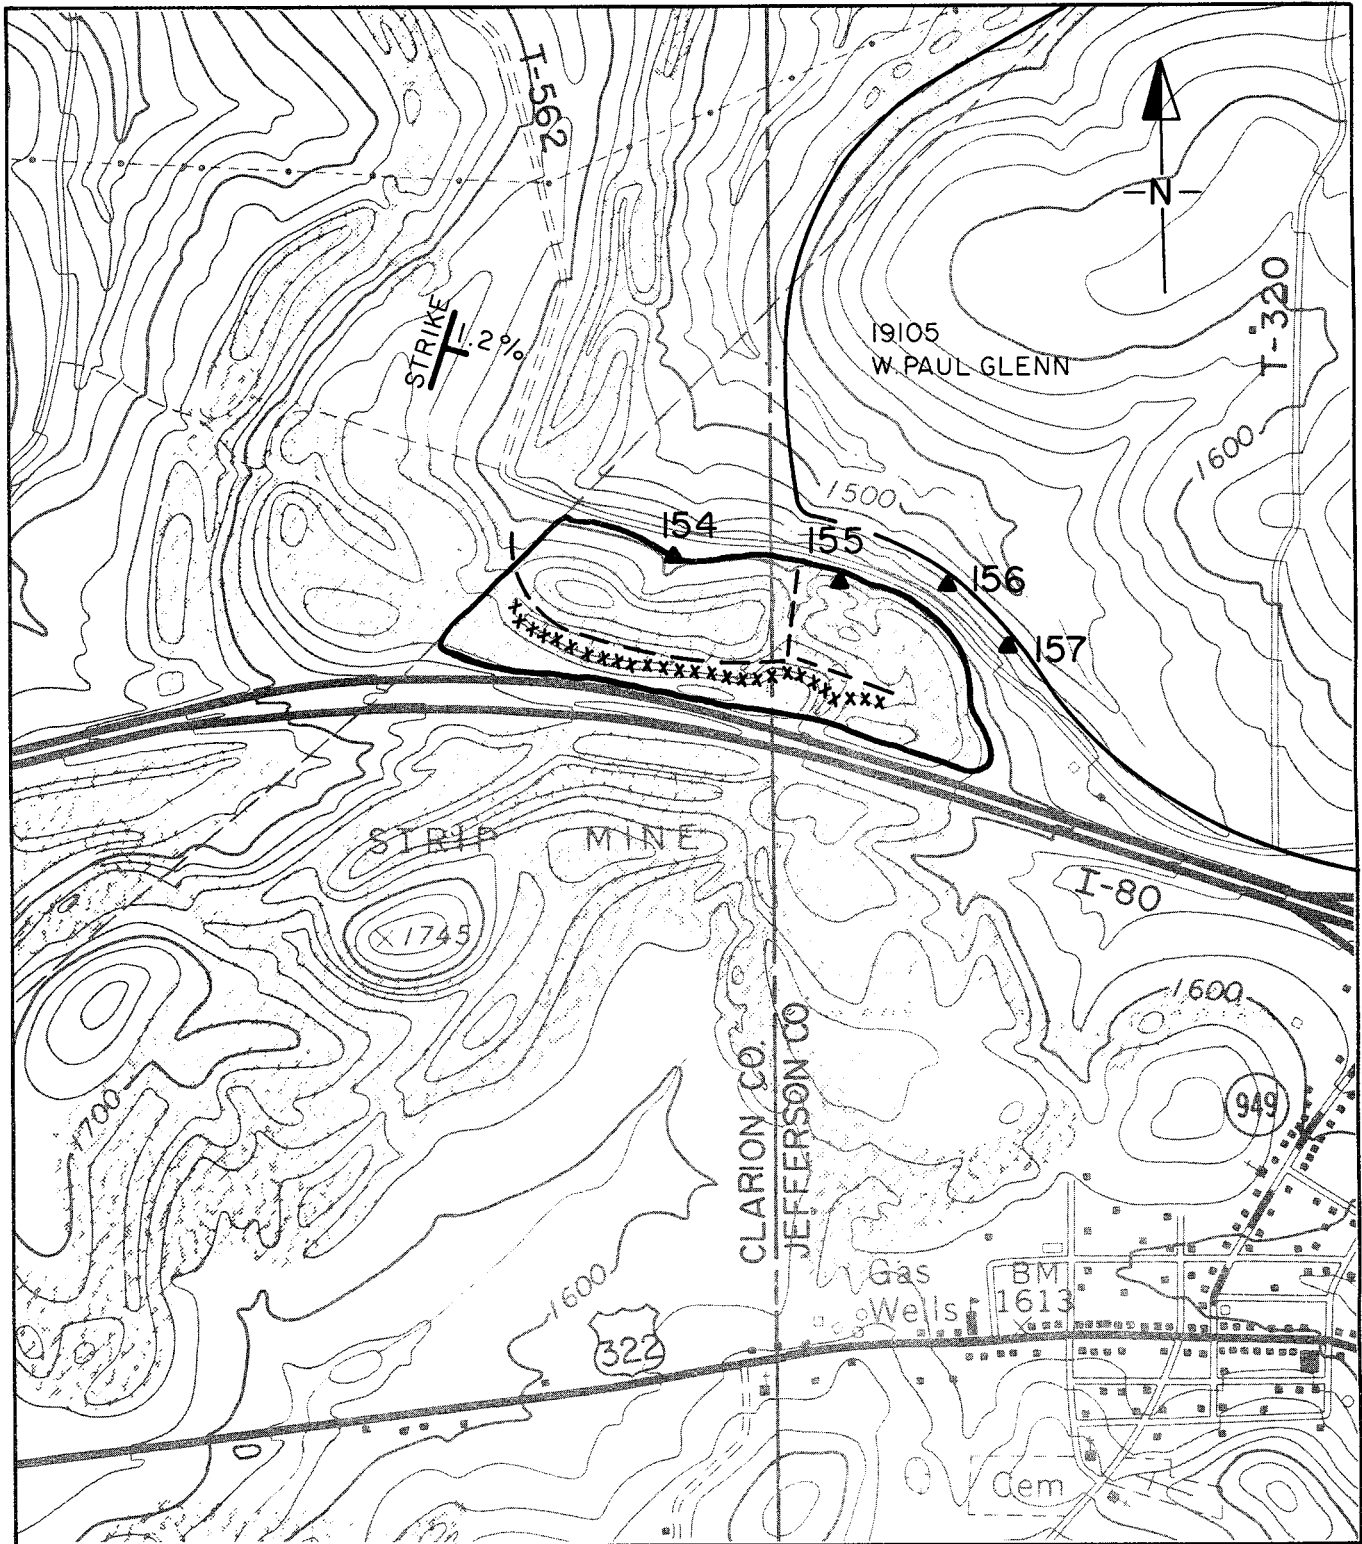 T-562
N
T-320
STRIKE
1.2%
19105
W. PAUL GLENN
1600
1500
154
155
156
157
STRIP MINE
I-80
×1745
1600
1700
949
CLARION CO.
JEFFERSON CO.
Gas
Wells
BM
1613
1600
322
Cem